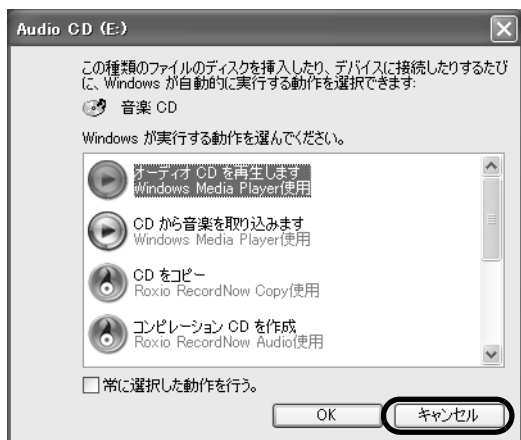 Audio CD (E:)
この種類のファイルのディスクを挿入したり、デバイスに接続したりするたび
に、Windows が自動的に実行する動作を選択できます:
音楽 CD
Windows が実行する動作を選んでください。
オーディオ CD を再生します
Windows Media Player使用
CD から音楽を取り込みます
Windows Media Player使用
CD をコピー
Roxio RecordNow Copy使用
コンピレーション CD を作成
Roxio RecordNow Audio使用
常に選択した動作を行う。
OK
キャンセル